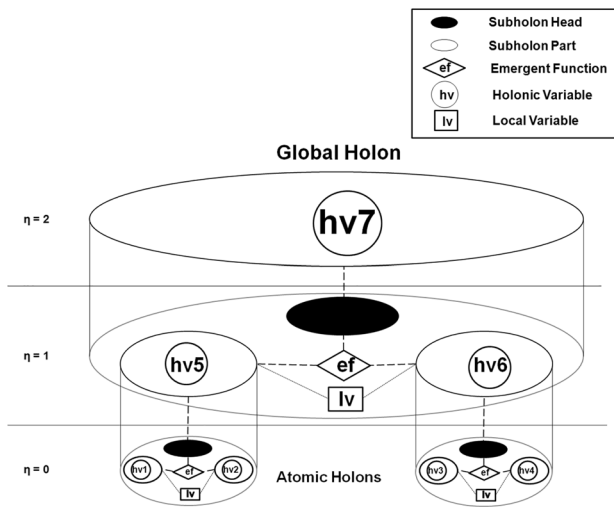 Subholon Head
Subholon Part
ef Emergent Function
hv Holonic Variable
lv Local Variable
Global Holon
η = 2
hv7
η = 1
hv5
ef
hv6
lv
η = 0
hv1
ef
hv2
lv
Atomic Holons
hv3
ef
hv4
lv